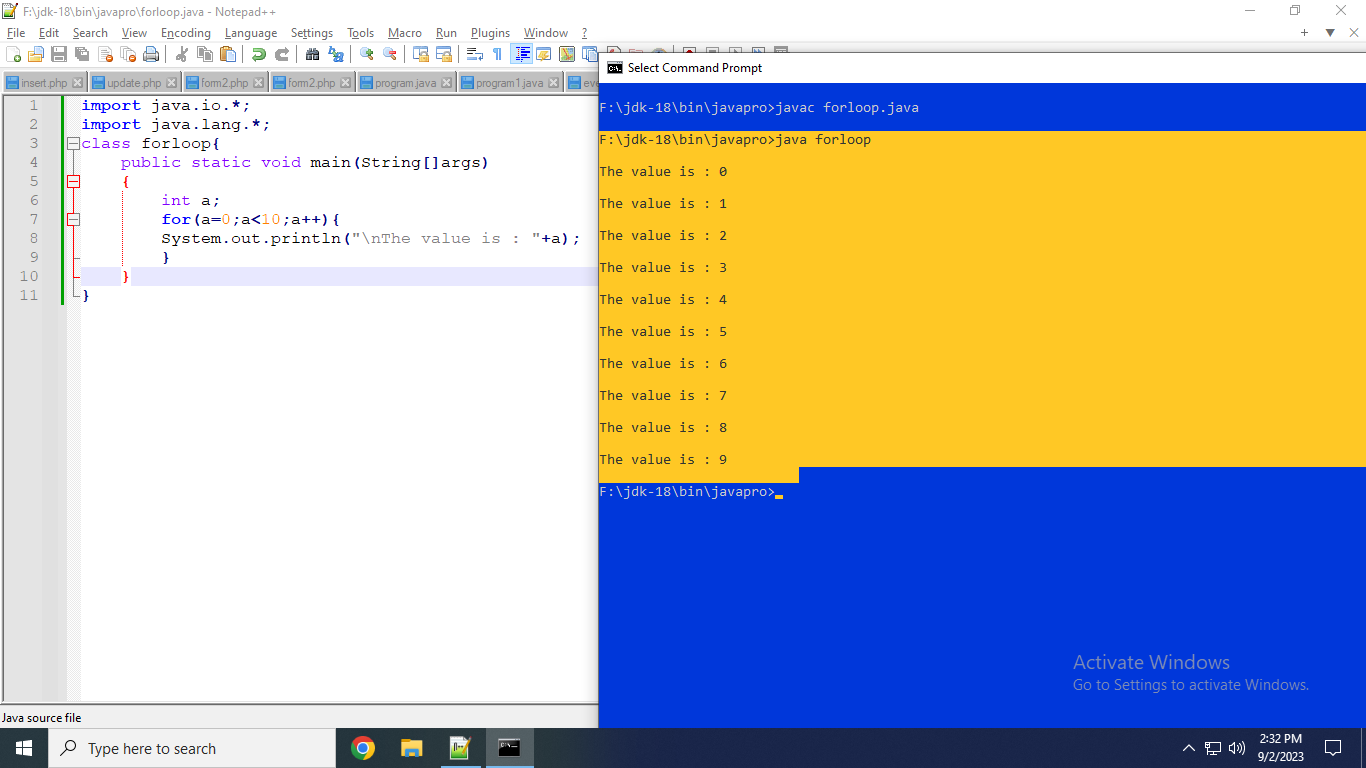 F:\jdk-18\bin\javapro\forloop.java - Notepad++
File Edit Search View Encoding Language Settings Tools Macro Run Plugins Window ?
insert.php update.php form2.php form2.php program.java program1.java
1 import java.io.*;
2 import java.lang.*;
3 class forloop{
4 public static void main(String[]args)
5 {
6 int a;
7 for(a=0;a<10;a++){
8 System.out.println("\nThe value is : "+a);
9 }
10 }
11 }
Java source file
Select Command Prompt
F:\jdk-18\bin\javapro>javac forloop.java
F:\jdk-18\bin\javapro>java forloop
The value is : 0
The value is : 1
The value is : 2
The value is : 3
The value is : 4
The value is : 5
The value is : 6
The value is : 7
The value is : 8
The value is : 9
F:\jdk-18\bin\javapro>
Activate Windows
Go to Settings to activate Windows.
Type here to search
2:32 PM
9/2/2023